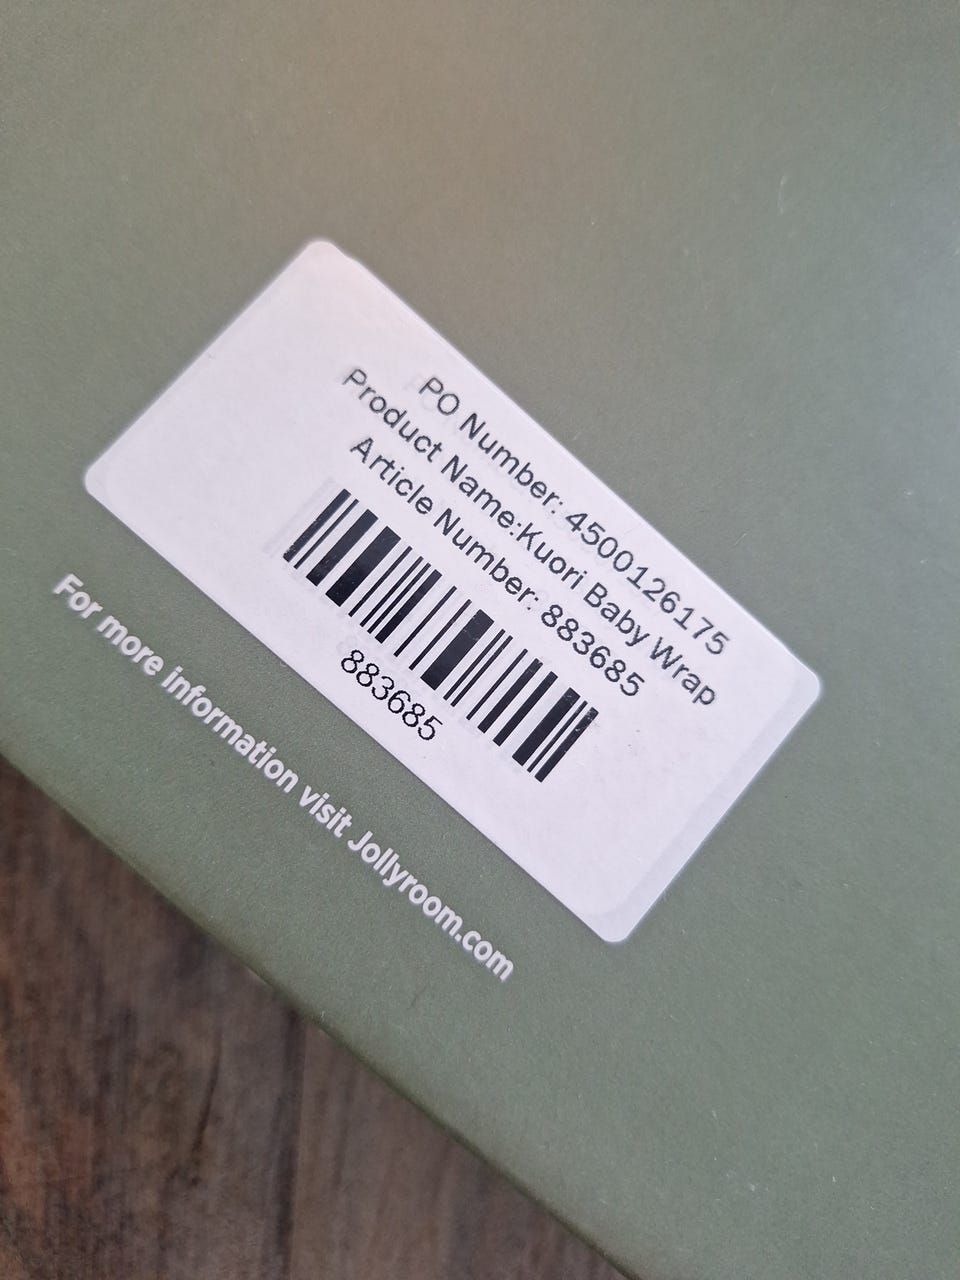 PO Number: 4500126175
Product Name:Kuori Baby Wrap
Article Number: 883685
883685
For more information visit Jollyroom.com